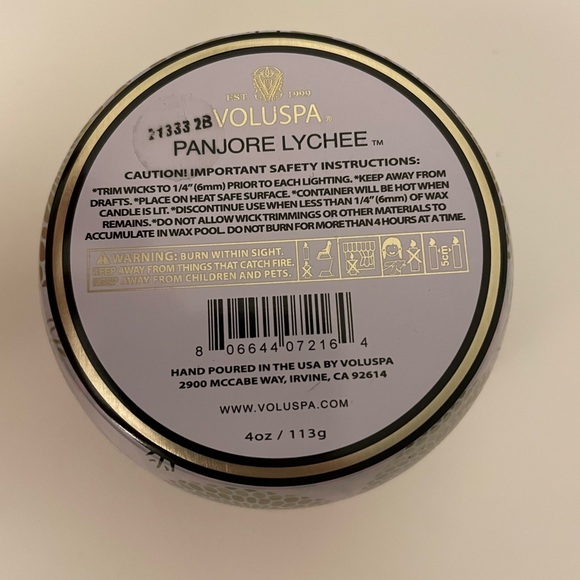 EST. 1999
21333 2B
VOLUSPA®
PANJORE LYCHEE™
CAUTION! IMPORTANT SAFETY INSTRUCTIONS:
*TRIM WICKS TO 1/4" (6mm) PRIOR TO EACH LIGHTING. *KEEP AWAY FROM
DRAFTS. *PLACE ON HEAT SAFE SURFACE. *CONTAINER WILL BE HOT WHEN
CANDLE IS LIT. *DISCONTINUE USE WHEN LESS THAN 1/4" (6mm) OF WAX
REMAINS. *DO NOT ALLOW WICK TRIMMINGS OR OTHER MATERIALS TO
ACCUMULATE IN WAX POOL. DO NOT BURN FOR MORE THAN 4 HOURS AT A TIME.
WARNING: BURN WITHIN SIGHT.
KEEP AWAY FROM THINGS THAT CATCH FIRE.
KEEP AWAY FROM CHILDREN AND PETS.
5cm
8 06644 07216 4
HAND POURED IN THE USA BY VOLUSPA
2900 MCCABE WAY, IRVINE, CA 92614
WWW.VOLUSPA.COM
4oz / 113g